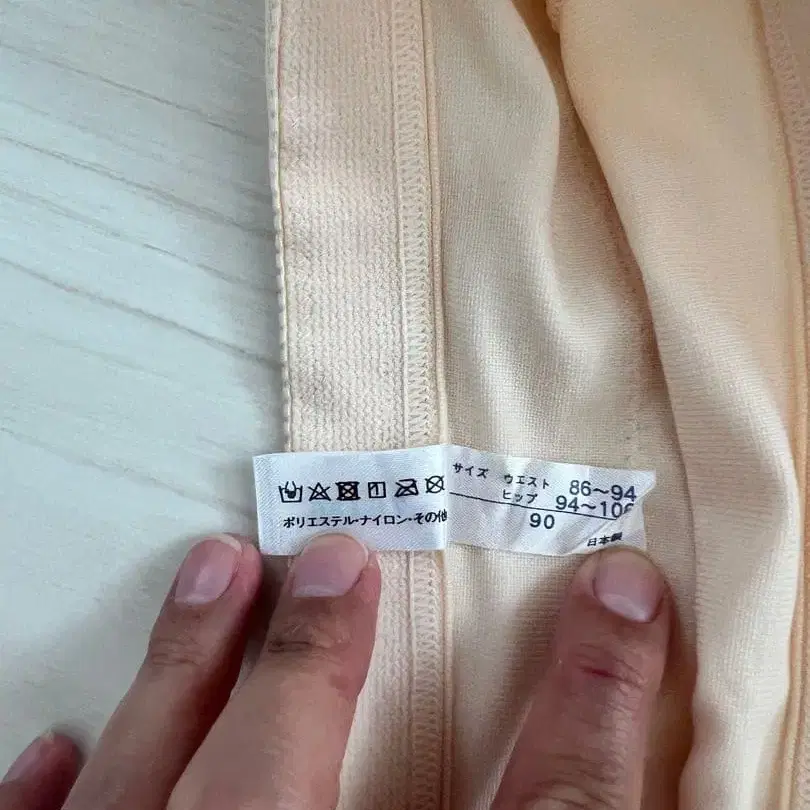 ポリエステル・ナイロン・その他
サイズ ウエスト 86〜94
ヒップ 94〜106
90
日本製